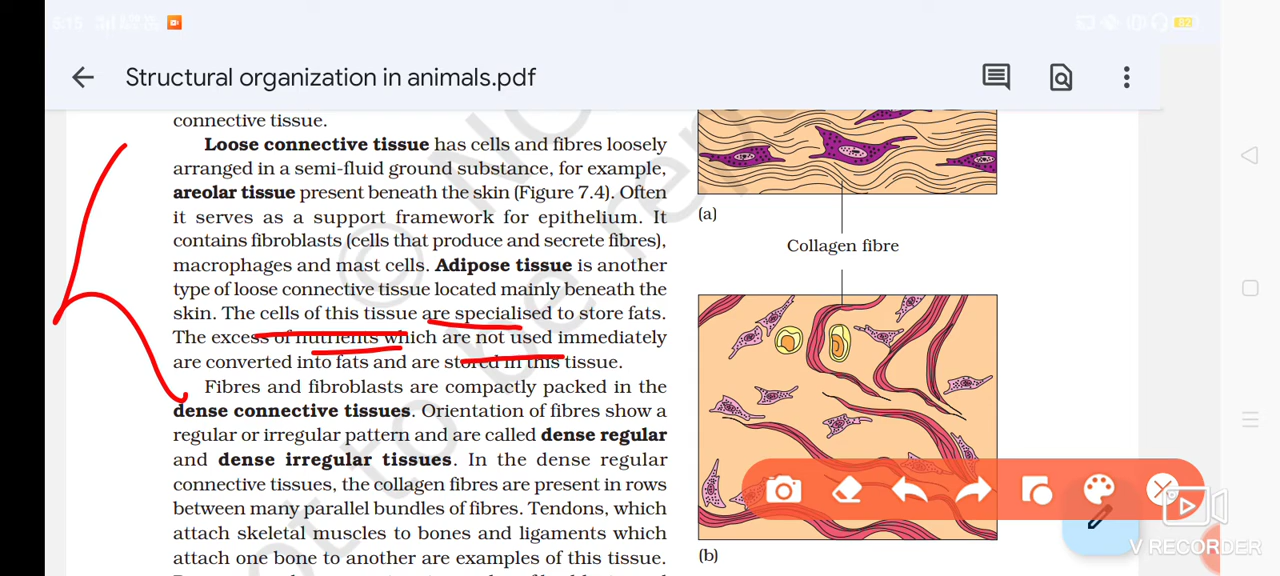 5:15
Structural organization in animals.pdf
connective tissue.
Loose connective tissue has cells and fibres loosely
arranged in a semi-fluid ground substance, for example,
areolar tissue present beneath the skin (Figure 7.4). Often
it serves as a support framework for epithelium. It
contains fibroblasts (cells that produce and secrete fibres),
macrophages and mast cells. Adipose tissue is another
type of loose connective tissue located mainly beneath the
skin. The cells of this tissue are specialised to store fats.
The excess of nutrients which are not used immediately
are converted into fats and are stored in this tissue.
Fibres and fibroblasts are compactly packed in the
dense connective tissues. Orientation of fibres show a
regular or irregular pattern and are called dense regular
and dense irregular tissues. In the dense regular
connective tissues, the collagen fibres are present in rows
between many parallel bundles of fibres. Tendons, which
attach skeletal muscles to bones and ligaments which
attach one bone to another are examples of this tissue.
(a)
Collagen fibre
(b)
V RECORDER